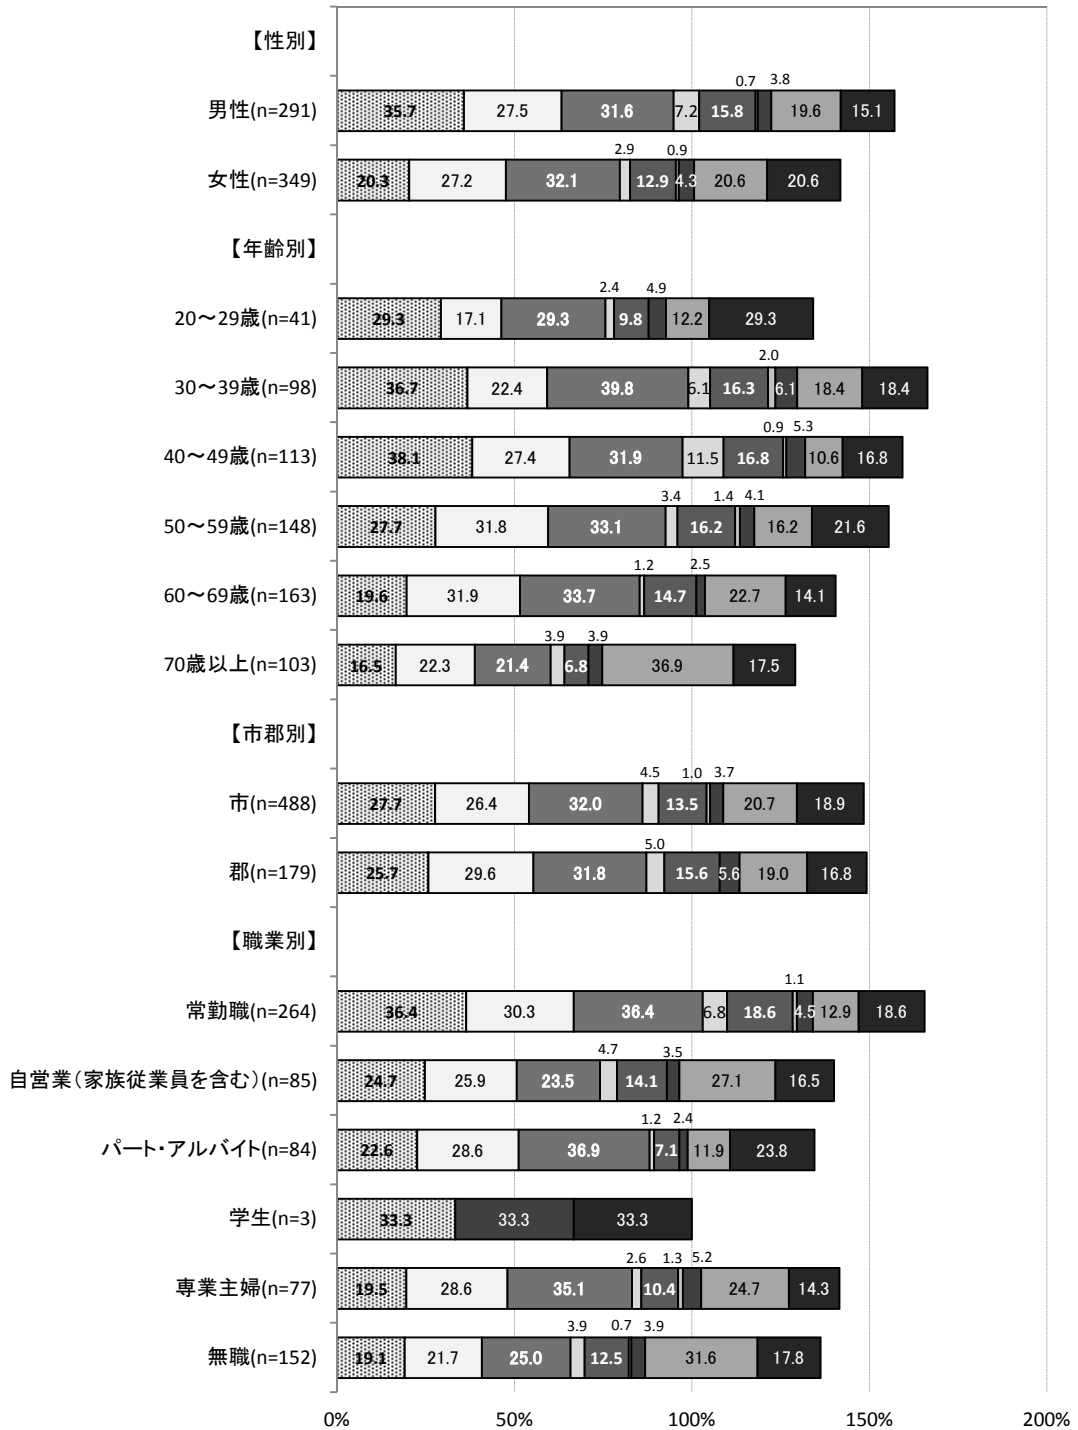 【性別】
0.7 3.8
男性(n=291) 35.7 27.5 31.6 7.2 15.8 19.6 15.1
2.9 0.9
女性(n=349) 20.3 27.2 32.1 12.9 4.3 20.6 20.6
【年齢別】
2.4 4.9
20～29歳(n=41) 29.3 17.1 29.3 9.8 12.2 29.3
2.0
30～39歳(n=98) 36.7 22.4 39.8 6.1 16.3 6.1 18.4 18.4
0.9 5.3
40～49歳(n=113) 38.1 27.4 31.9 11.5 16.8 10.6 16.8
3.4 1.4 4.1
50～59歳(n=148) 27.7 31.8 33.1 16.2 16.2 21.6
1.2 2.5
60～69歳(n=163) 19.6 31.9 33.7 14.7 22.7 14.1
3.9 3.9
70歳以上(n=103) 16.5 22.3 21.4 6.8 36.9 17.5
【市郡別】
4.5 1.0 3.7
市(n=488) 27.7 26.4 32.0 13.5 20.7 18.9
5.0
郡(n=179) 25.7 29.6 31.8 15.6 5.6 19.0 16.8
【職業別】
1.1
常勤職(n=264) 36.4 30.3 36.4 6.8 18.6 4.5 12.9 18.6
4.7 3.5
自営業（家族従業員を含む）(n=85) 24.7 25.9 23.5 14.1 27.1 16.5
1.2 2.4
パート・アルバイト(n=84) 22.6 28.6 36.9 7.1 11.9 23.8
学生(n=3) 33.3 33.3 33.3
2.6 1.3 5.2
専業主婦(n=77) 19.5 28.6 35.1 10.4 24.7 14.3
3.9 0.7 3.9
無職(n=152) 19.1 21.7 25.0 12.5 31.6 17.8
0% 50% 100% 150% 200%